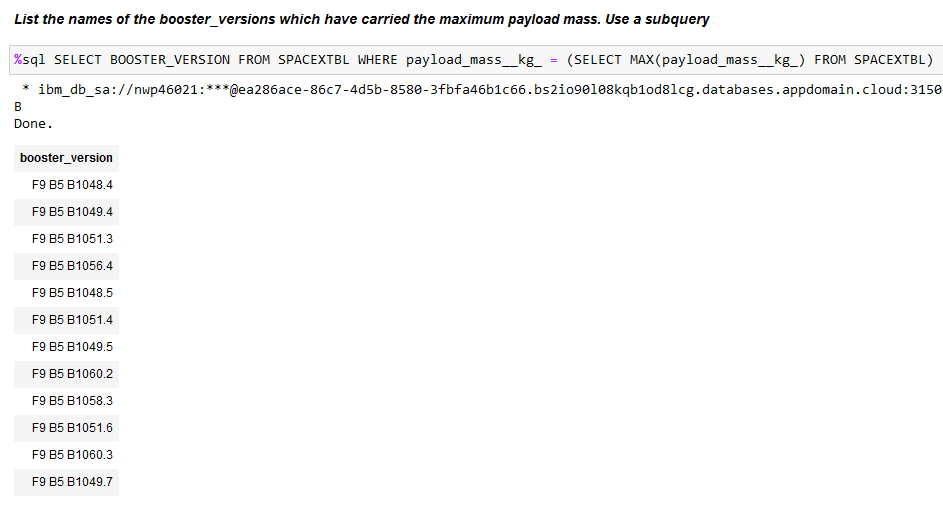 List the names of the booster_versions which have carried the maximum payload mass. Use a subquery
%sql SELECT BOOSTER_VERSION FROM SPACEXTBL WHERE payload_mass__kg_ = (SELECT MAX(payload_mass__kg_) FROM SPACEXTBL)
* ibm_db_sa://nwp46021:***@ea286ace-86c7-4d5b-8580-3fbfa46b1c66.bs2io90l08kqb1od8lcg.databases.appdomain.cloud:3150
B
Done.
booster_version
F9 B5 B1048.4
F9 B5 B1049.4
F9 B5 B1051.3
F9 B5 B1056.4
F9 B5 B1048.5
F9 B5 B1051.4
F9 B5 B1049.5
F9 B5 B1060.2
F9 B5 B1058.3
F9 B5 B1051.6
F9 B5 B1060.3
F9 B5 B1049.7